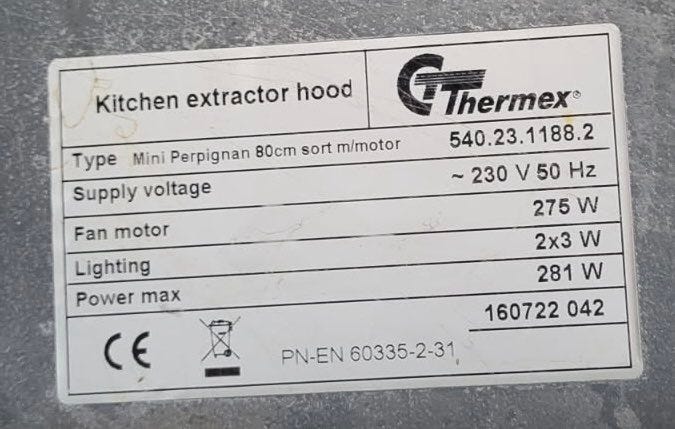 Kitchen extractor hood
Thermex®
Type Mini Perpignan 80cm sort m/motor 540.23.1188.2
Supply voltage ~ 230 V 50 Hz
Fan motor 275 W
Lighting 2x3 W
Power max 281 W
160722 042
CE PN-EN 60335-2-31